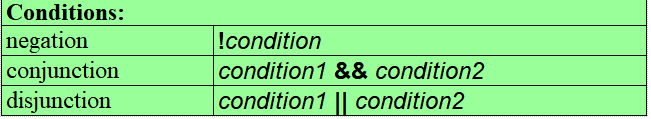 Conditions:
negation !condition
conjunction condition1 && condition2
disjunction condition1 || condition2